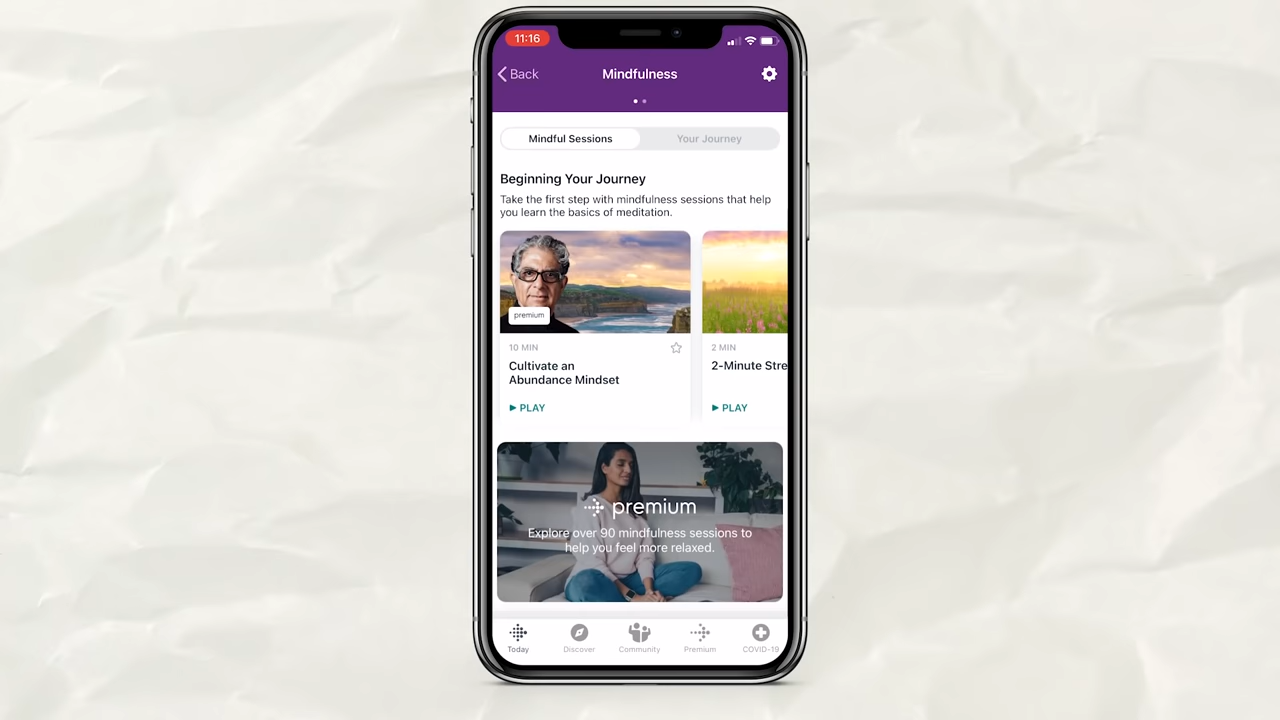 11:16
Back
Mindfulness
Mindful Sessions
Your Journey
Beginning Your Journey
Take the first step with mindfulness sessions that help
you learn the basics of meditation.
premium
10 MIN
Cultivate an
Abundance Mindset
PLAY
2 MIN
2-Minute Stre
PLAY
premium
Explore over 90 mindfulness sessions to
help you feel more relaxed.
Today
Discover
Community
Premium
COVID-19